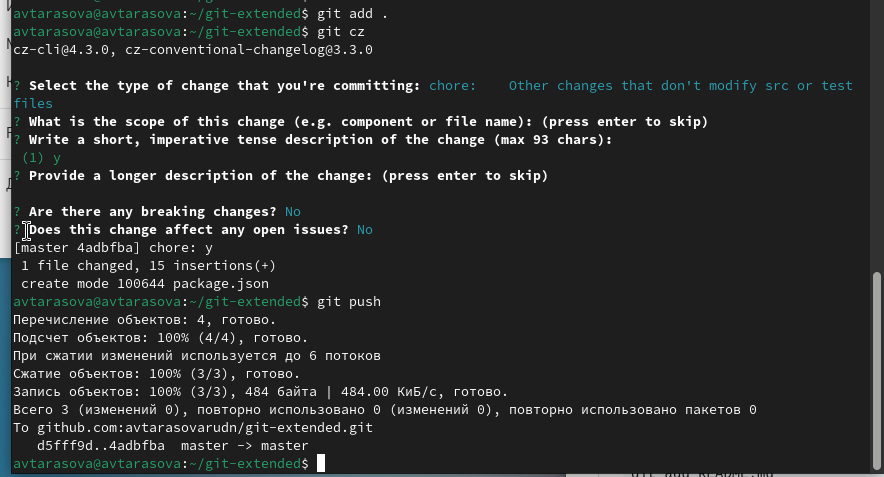 avtarasova@avtarasova:~/git-extended$ git add .
avtarasova@avtarasova:~/git-extended$ git cz
cz-cli@4.3.0, cz-conventional-changelog@3.3.0
? Select the type of change that you're committing: chore:    Other changes that don't modify src or test
files
? What is the scope of this change (e.g. component or file name): (press enter to skip)
? Write a short, imperative tense description of the change (max 93 chars):
 (1) y
? Provide a longer description of the change: (press enter to skip)
? Are there any breaking changes? No
? Does this change affect any open issues? No
[master 4adbfba] chore: y
 1 file changed, 15 insertions(+)
 create mode 100644 package.json
avtarasova@avtarasova:~/git-extended$ git push
Перечисление объектов: 4, готово.
Подсчет объектов: 100% (4/4), готово.
При сжатии изменений используется до 6 потоков
Сжатие объектов: 100% (3/3), готово.
Запись объектов: 100% (3/3), 484 байта | 484.00 КиБ/с, готово.
Всего 3 (изменений 0), повторно использовано 0 (изменений 0), повторно использовано пакетов 0
To github.com:avtarasovarudn/git-extended.git
   d5fff9d..4adbfba  master -> master
avtarasova@avtarasova:~/git-extended$